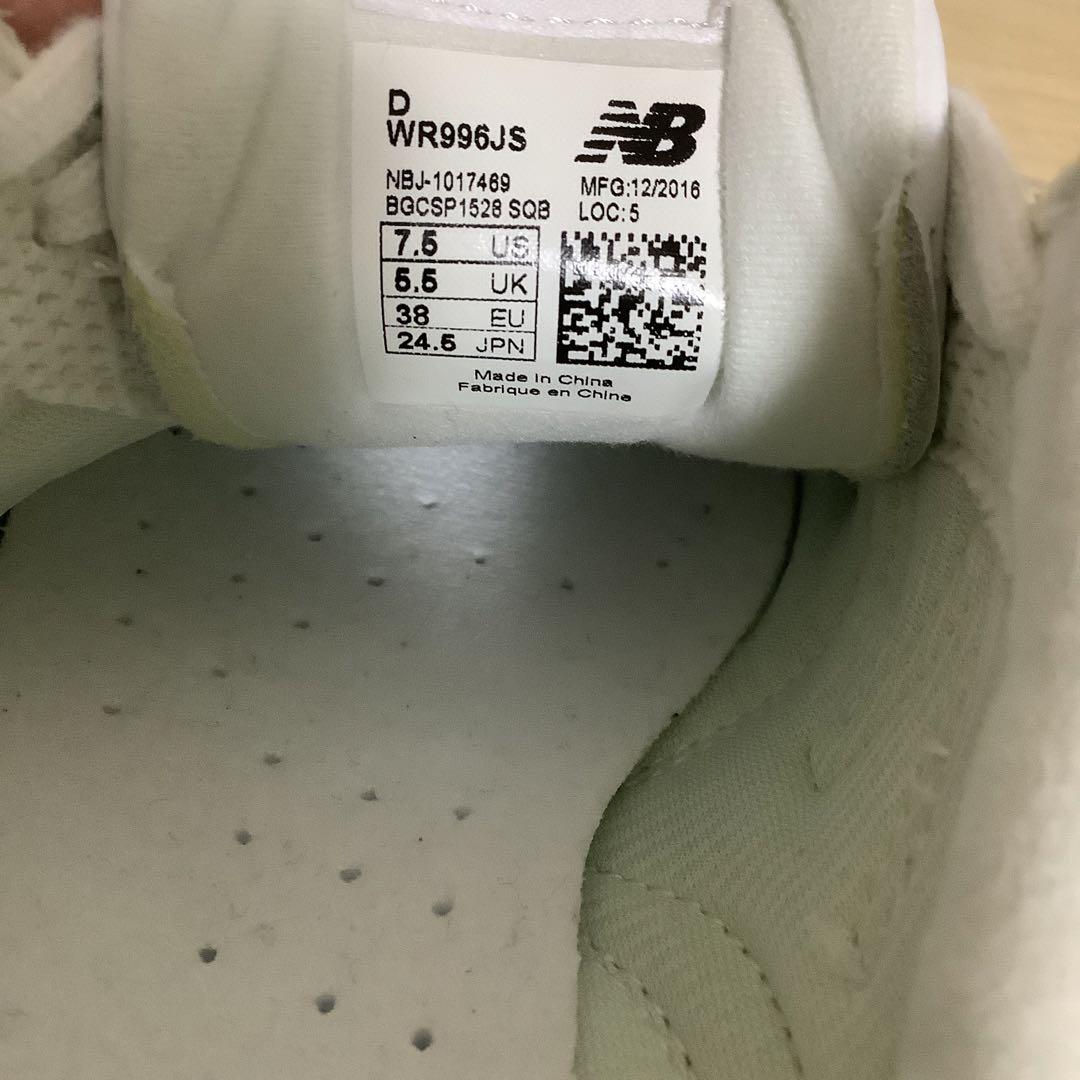 D
WR996JS
NB
NBJ-1017469
MFG:12/2016
BGCSP1528 SQB
LOC:5
7.5 US
5.5 UK
38 EU
24.5 JPN
Made in China
Fabrique en China